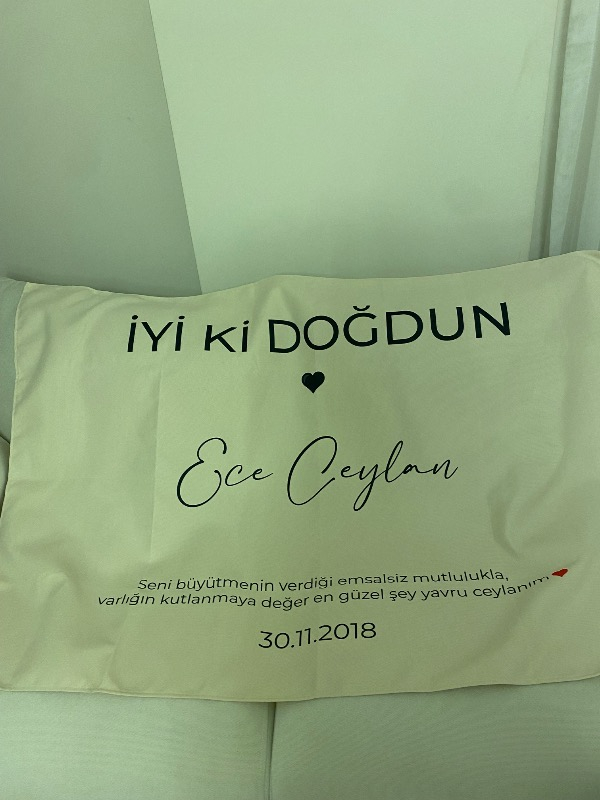 İYİ Kİ DOĞDUN
Ece Ceylan
Seni büyütmenin verdiği emsalsiz mutlulukla,
varlığın kutlanmaya değer en güzel şey yavru ceylanım
30.11.2018